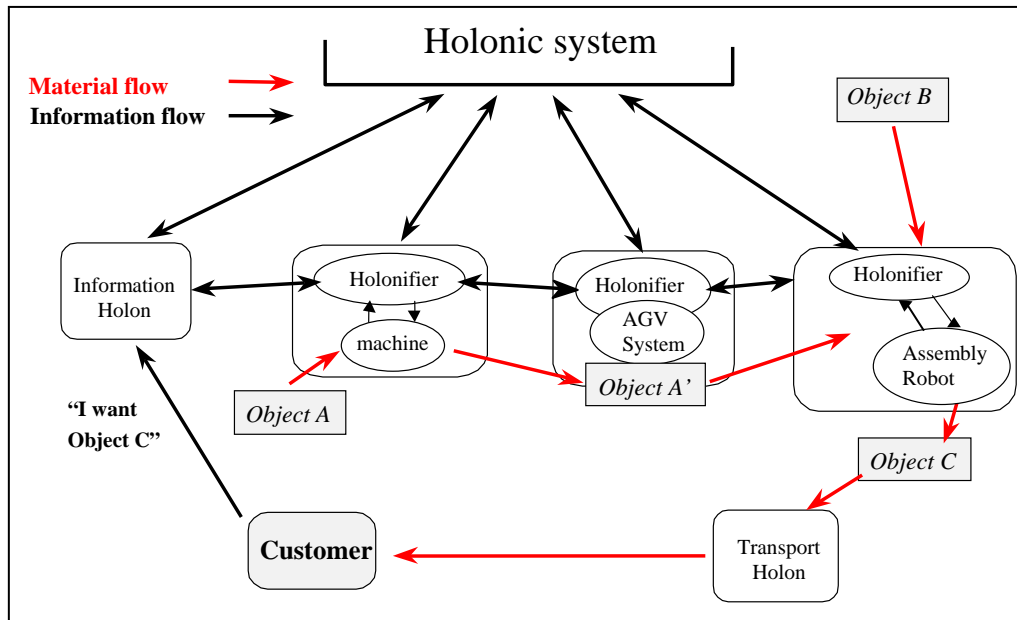 Holonic system
Material flow
Information flow
Object B
Information
Holon
Holonifier
machine
Holonifier
AGV
System
Holonifier
Assembly
Robot
Object A
Object A’
“I want
Object C”
Object C
Customer
Transport
Holon